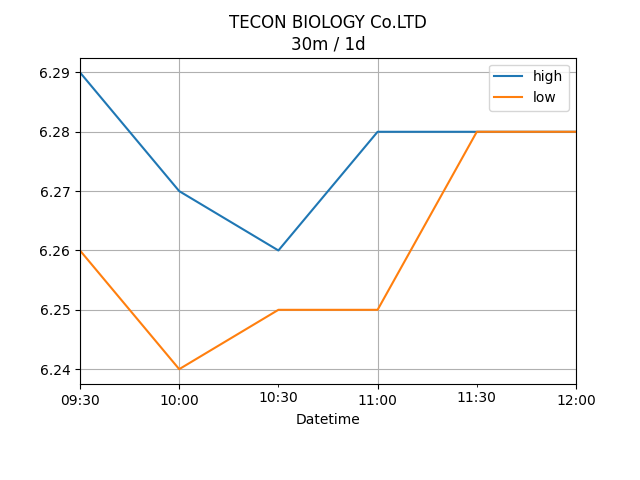 TECON BIOLOGY Co.LTD
30m / 1d
high
low
6.29
6.28
6.27
6.26
6.25
6.24
09:30 10:00 10:30 11:00 11:30 12:00
Datetime